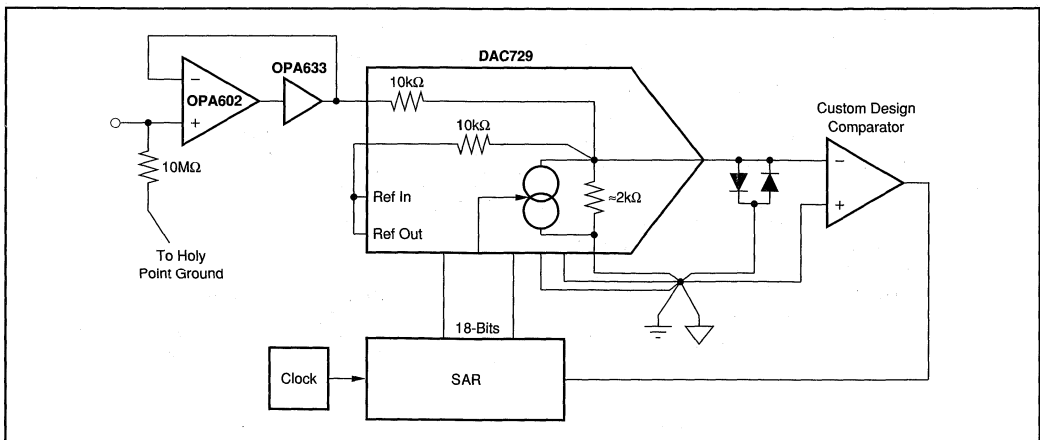 DAC729
OPA633
OPA602
−
+
10kΩ
10kΩ
10MΩ
Ref In
Ref Out
≈2kΩ
Custom Design
Comparator
−
+
To Holy
Point Ground
18-Bits
Clock
SAR